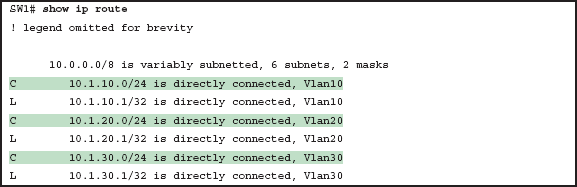 SW1# show ip route
! legend omitted for brevity
10.0.0.0/8 is variably subnetted, 6 subnets, 2 masks
C 10.1.10.0/24 is directly connected, Vlan10
L 10.1.10.1/32 is directly connected, Vlan10
C 10.1.20.0/24 is directly connected, Vlan20
L 10.1.20.1/32 is directly connected, Vlan20
C 10.1.30.0/24 is directly connected, Vlan30
L 10.1.30.1/32 is directly connected, Vlan30